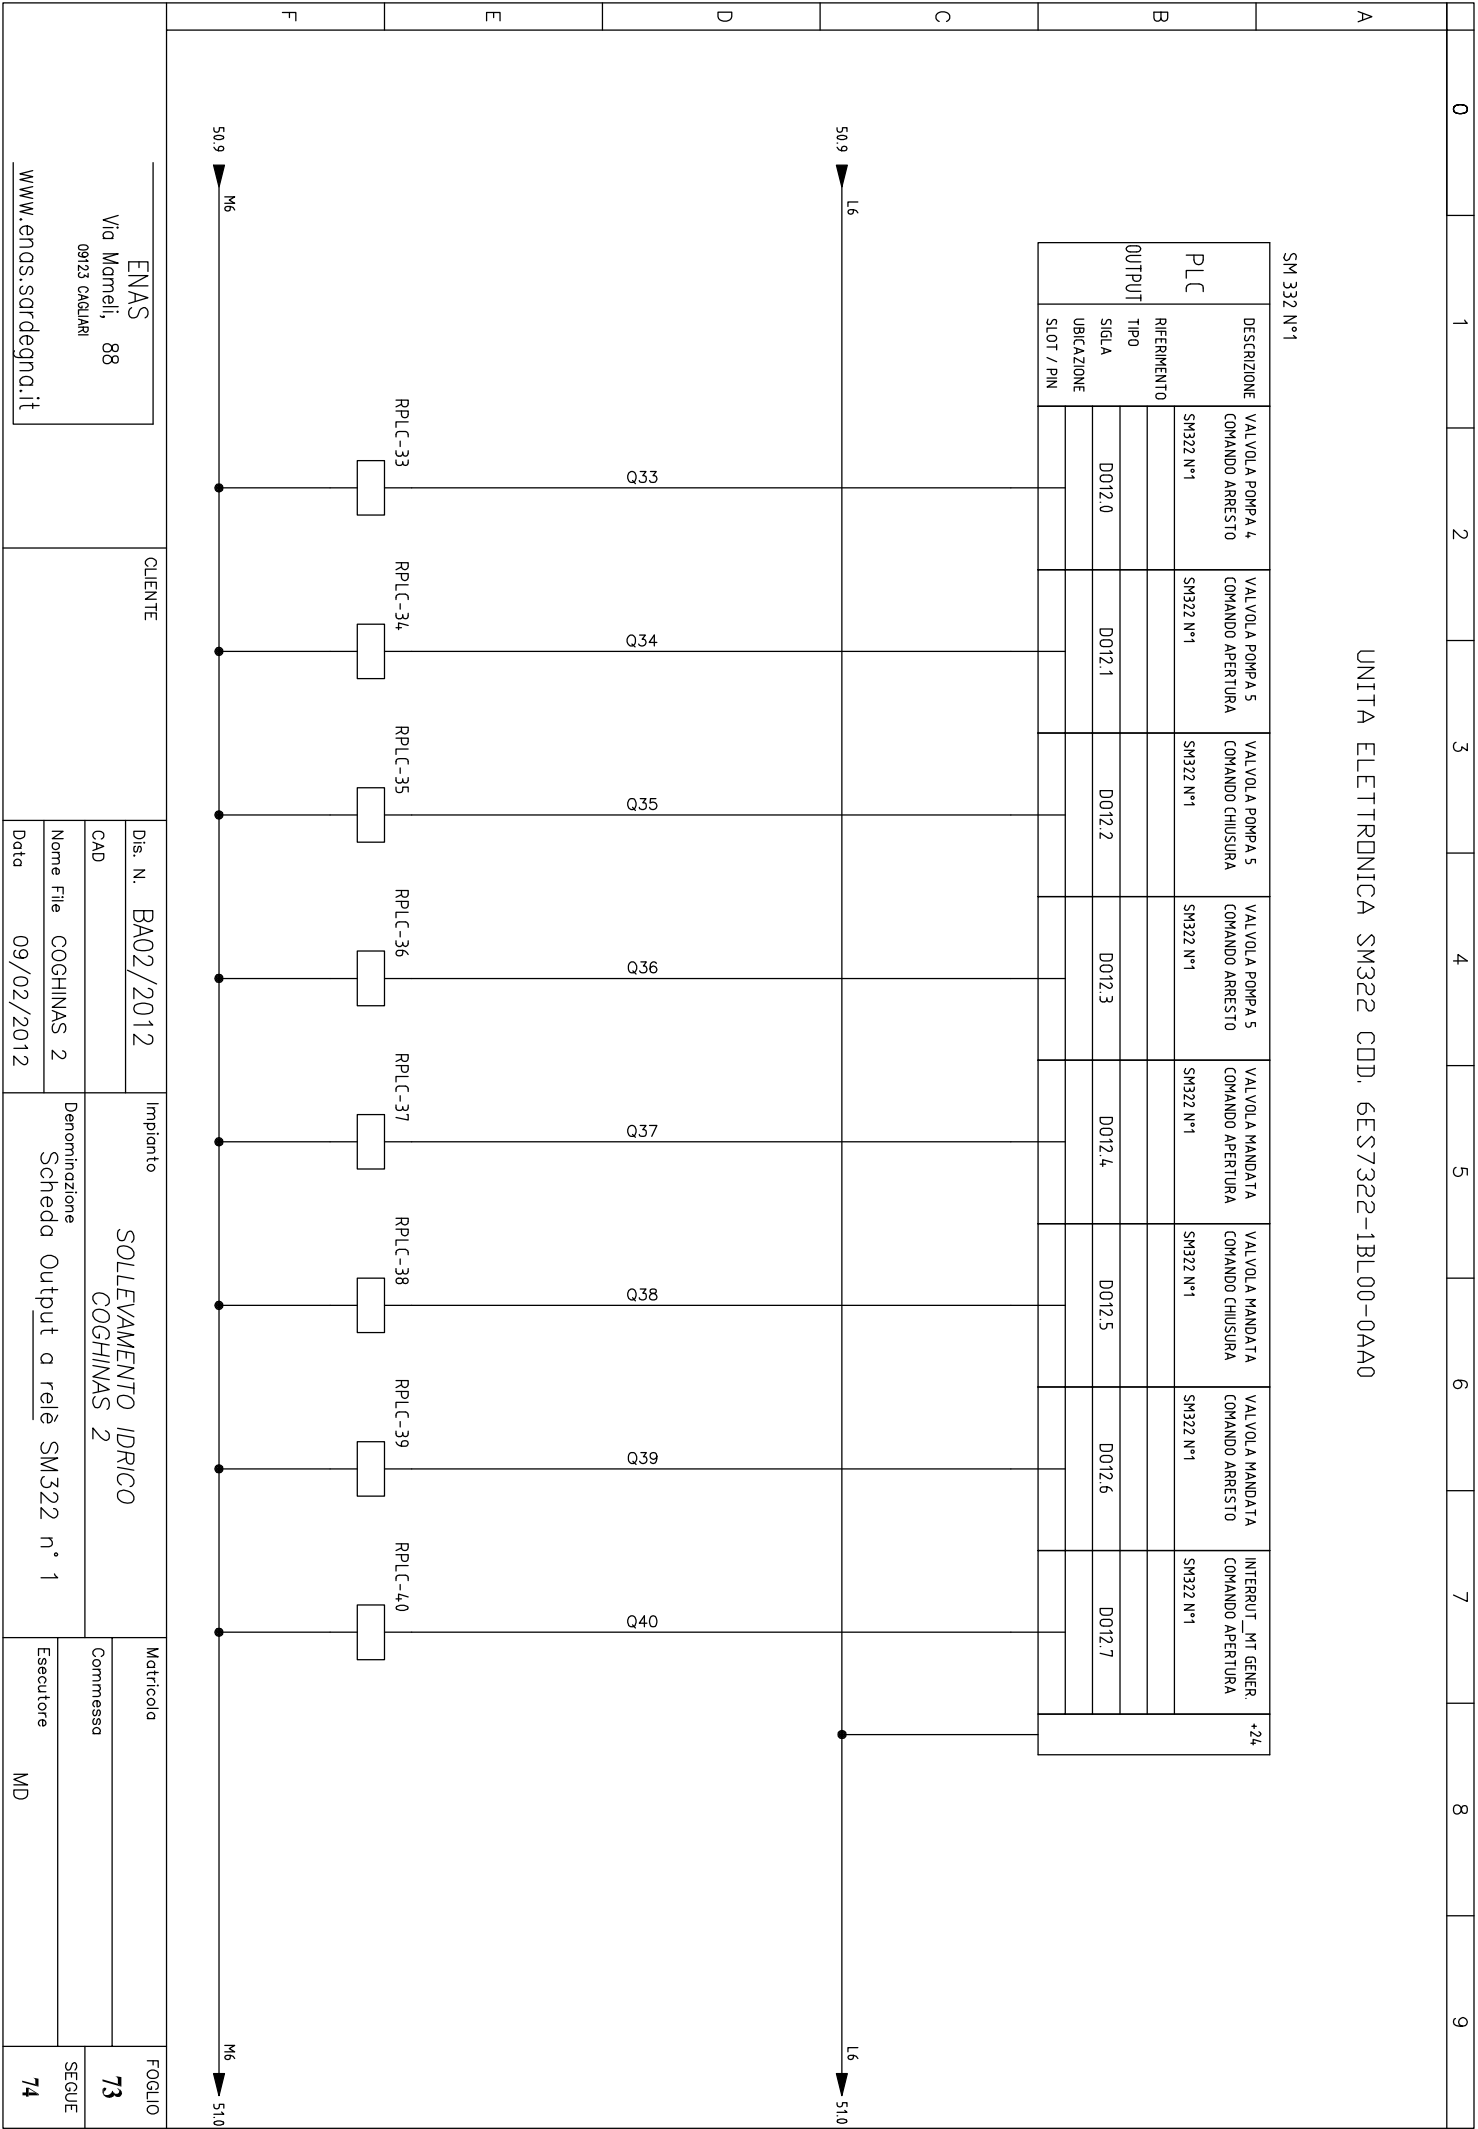 0 1 2 3 4 5 6 7 8 9
A
B
C
D
E
F
UNITA ELETTRONICA SM322 COD. 6ES7322-1BL00-0AA0
SM 332 N°1
PLC
OUTPUT
DESCRIZIONE
RIFERIMENTO
TIPO
SIGLA
UBICAZIONE
SLOT / PIN
VALVOLA POMPA 4
COMANDO ARRESTO
SM322 N°1
DO12.0
VALVOLA POMPA 5
COMANDO APERTURA
SM322 N°1
DO12.1
VALVOLA POMPA 5
COMANDO CHIUSURA
SM322 N°1
DO12.2
VALVOLA POMPA 5
COMANDO ARRESTO
SM322 N°1
DO12.3
VALVOLA MANDATA
COMANDO APERTURA
SM322 N°1
DO12.4
VALVOLA MANDATA
COMANDO CHIUSURA
SM322 N°1
DO12.5
VALVOLA MANDATA
COMANDO ARRESTO
SM322 N°1
DO12.6
INTERRUT_MT GENER.
COMANDO APERTURA
SM322 N°1
DO12.7
+24
50.9 L6 L6 51.0
Q33 Q34 Q35 Q36 Q37 Q38 Q39 Q40
RPLC-33 RPLC-34 RPLC-35 RPLC-36 RPLC-37 RPLC-38 RPLC-39 RPLC-40
50.9 M6 M6 51.0
ENAS
Via Mameli, 88
09123 CAGLIARI
www.enas.sardegna.it
CLIENTE
Dis. N. BA02/2012
CAD
Nome File COGHINAS 2
Data 09/02/2012
Impianto
SOLLEVAMENTO IDRICO
COGHINAS 2
Denominazione
Scheda Output a relè SM322 n° 1
Matricola
Commessa
Esecutore MD
FOGLIO
73
SEGUE
74